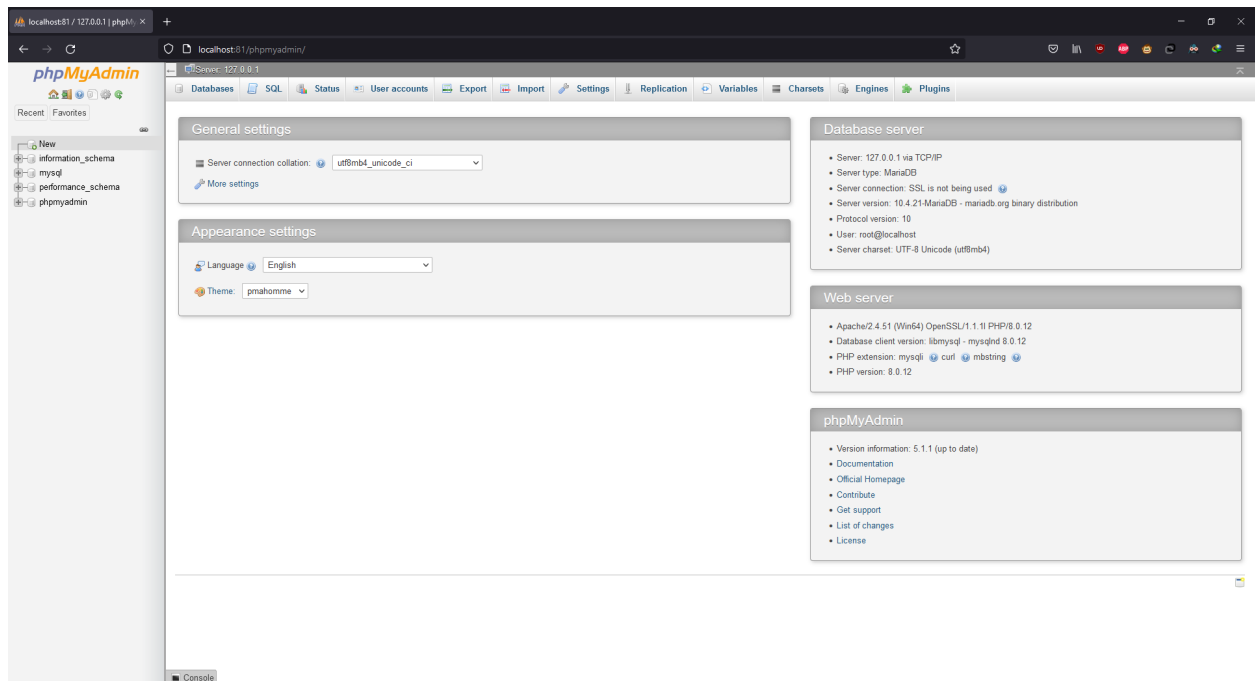 localhost:81 / 127.0.0.1 | phpMy
localhost:81/phpmyadmin/
phpMyAdmin
Recent Favorites
New
information_schema
mysql
performance_schema
phpmyadmin
Server: 127.0.0.1
Databases SQL Status User accounts Export Import Settings Replication Variables Charsets Engines Plugins
General settings
Server connection collation: utf8mb4_unicode_ci
More settings
Appearance settings
Language English
Theme: pmahomme
Database server
Server: 127.0.0.1 via TCP/IP
Server type: MariaDB
Server connection: SSL is not being used
Server version: 10.4.21-MariaDB - mariadb.org binary distribution
Protocol version: 10
User: root@localhost
Server charset: UTF-8 Unicode (utf8mb4)
Web server
Apache/2.4.51 (Win64) OpenSSL/1.1.1l PHP/8.0.12
Database client version: libmysql - mysqlnd 8.0.12
PHP extension: mysqli curl mbstring
PHP version: 8.0.12
phpMyAdmin
Version information: 5.1.1 (up to date)
Documentation
Official Homepage
Contribute
Get support
List of changes
License
Console